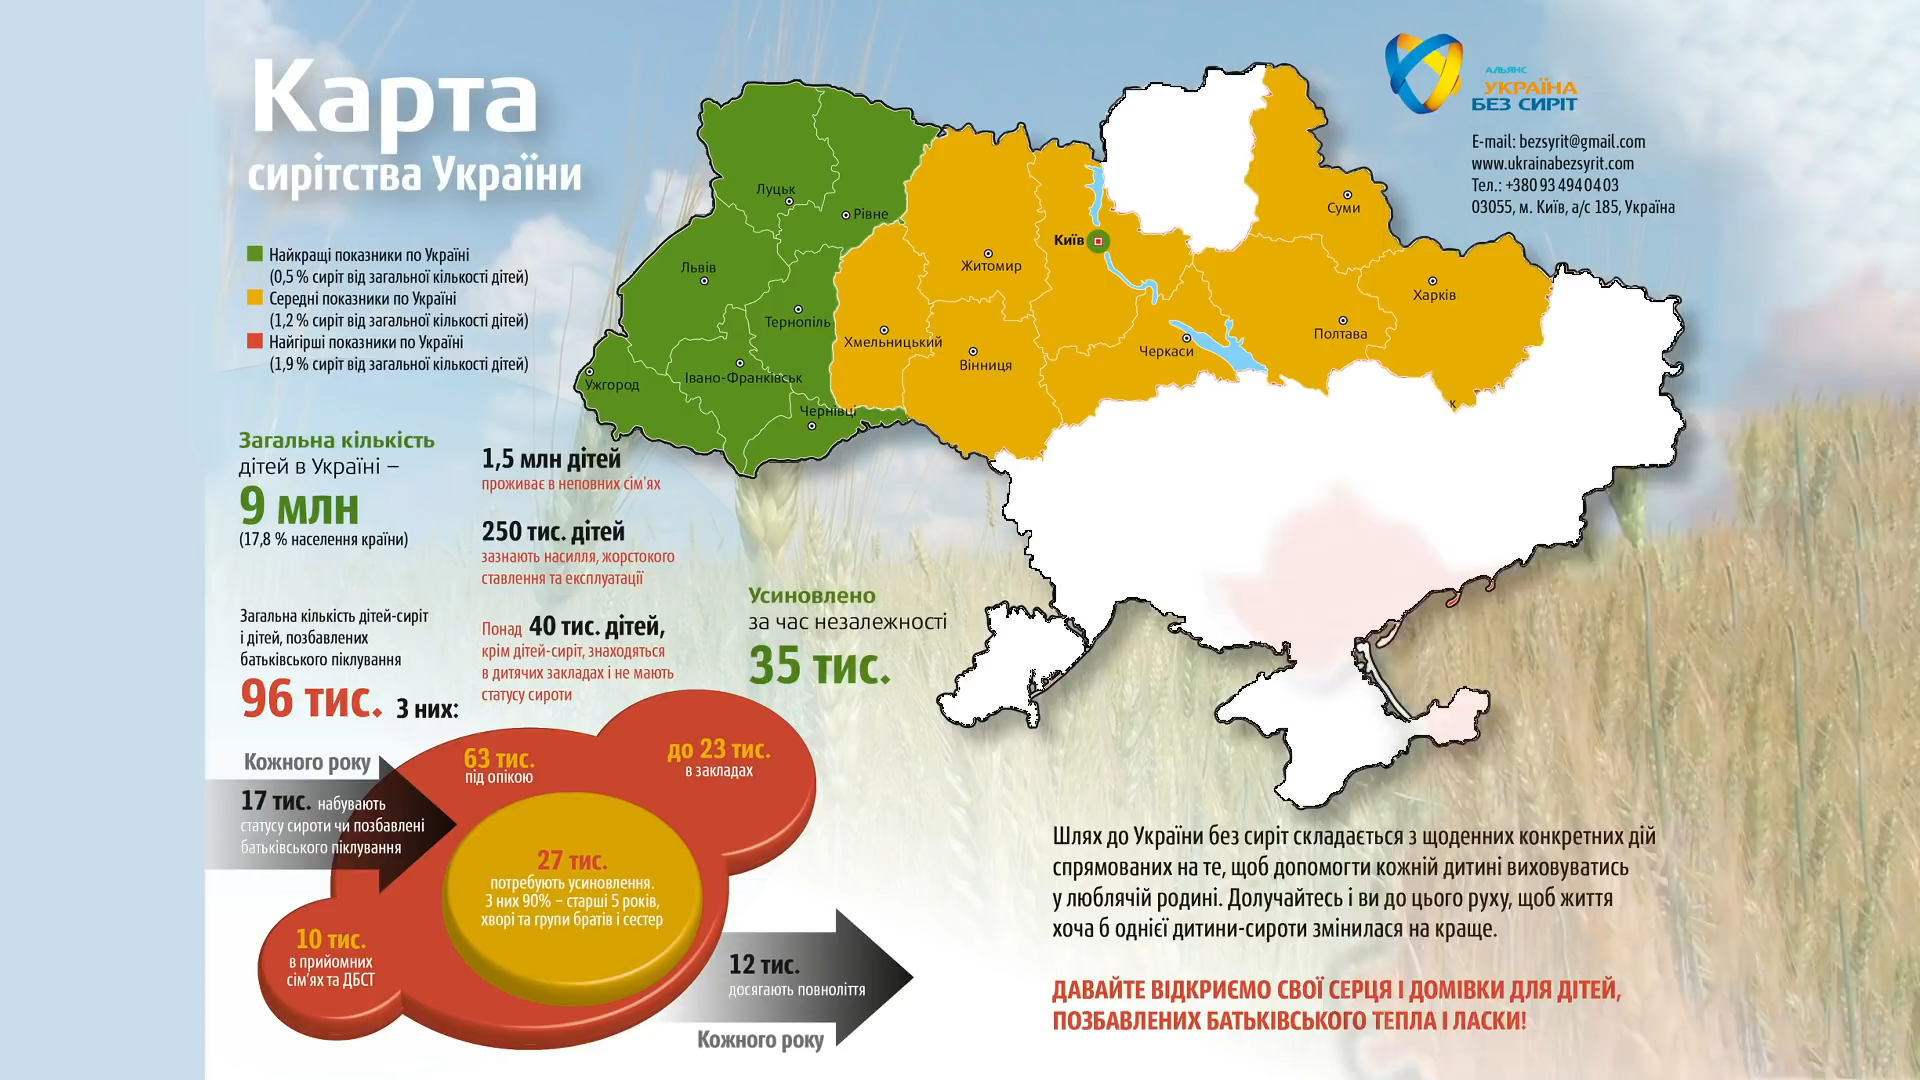 Карта
сирітства України
Найкращі показники по Україні
(0,5 % сиріт від загальної кількості дітей)
Середні показники по Україні
(1,2 % сиріт від загальної кількості дітей)
Найгірші показники по Україні
(1,9 % сиріт від загальної кількості дітей)
АЛЬЯНС
УКРАЇНА
БЕЗ СИРІТ
E-mail: bezsyrit@gmail.com
www.ukrainabezsyrit.com
Тел.: +380 93 494 04 03
03055, м. Київ, а/с 185, Україна
Луцьк
Рівне
Львів
Тернопіль
Івано-Франківськ
Ужгород
Чернівці
Хмельницький
Житомир
Вінниця
Київ
Черкаси
Суми
Полтава
Харків
к
Загальна кількість
дітей в Україні –
9 млн
(17,8 % населення країни)
1,5 млн дітей
проживає в неповних сім'ях
250 тис. дітей
зазнають насилля, жорстокого
ставлення та експлуатації
Понад 40 тис. дітей,
крім дітей-сиріт, знаходяться
в дитячих закладах і не мають
статусу сироти
Усиновлено
за час незалежності
35 тис.
Загальна кількість дітей-сиріт
і дітей, позбавлених
батьківського піклування
96 тис. З них:
Кожного року
17 тис. набувають
статусу сироти чи позбавлені
батьківського піклування
63 тис.
під опікою
до 23 тис.
в закладах
27 тис.
потребують усиновлення.
З них 90% – старші 5 років,
хворі та групи братів і сестер
10 тис.
в прийомних
сім'ях та ДБСТ
12 тис.
досягають повноліття
Кожного року
Шлях до України без сиріт складається з щоденних конкретних дій
спрямованих на те, щоб допомогти кожній дитині виховуватись
у люблячій родині. Долучайтесь і ви до цього руху, щоб життя
хоча б однієї дитини-сироти змінилася на краще.
ДАВАЙТЕ ВІДКРИЄМО СВОЇ СЕРЦЯ І ДОМІВКИ ДЛЯ ДІТЕЙ,
ПОЗБАВЛЕНИХ БАТЬКІВСЬКОГО ТЕПЛА І ЛАСКИ!